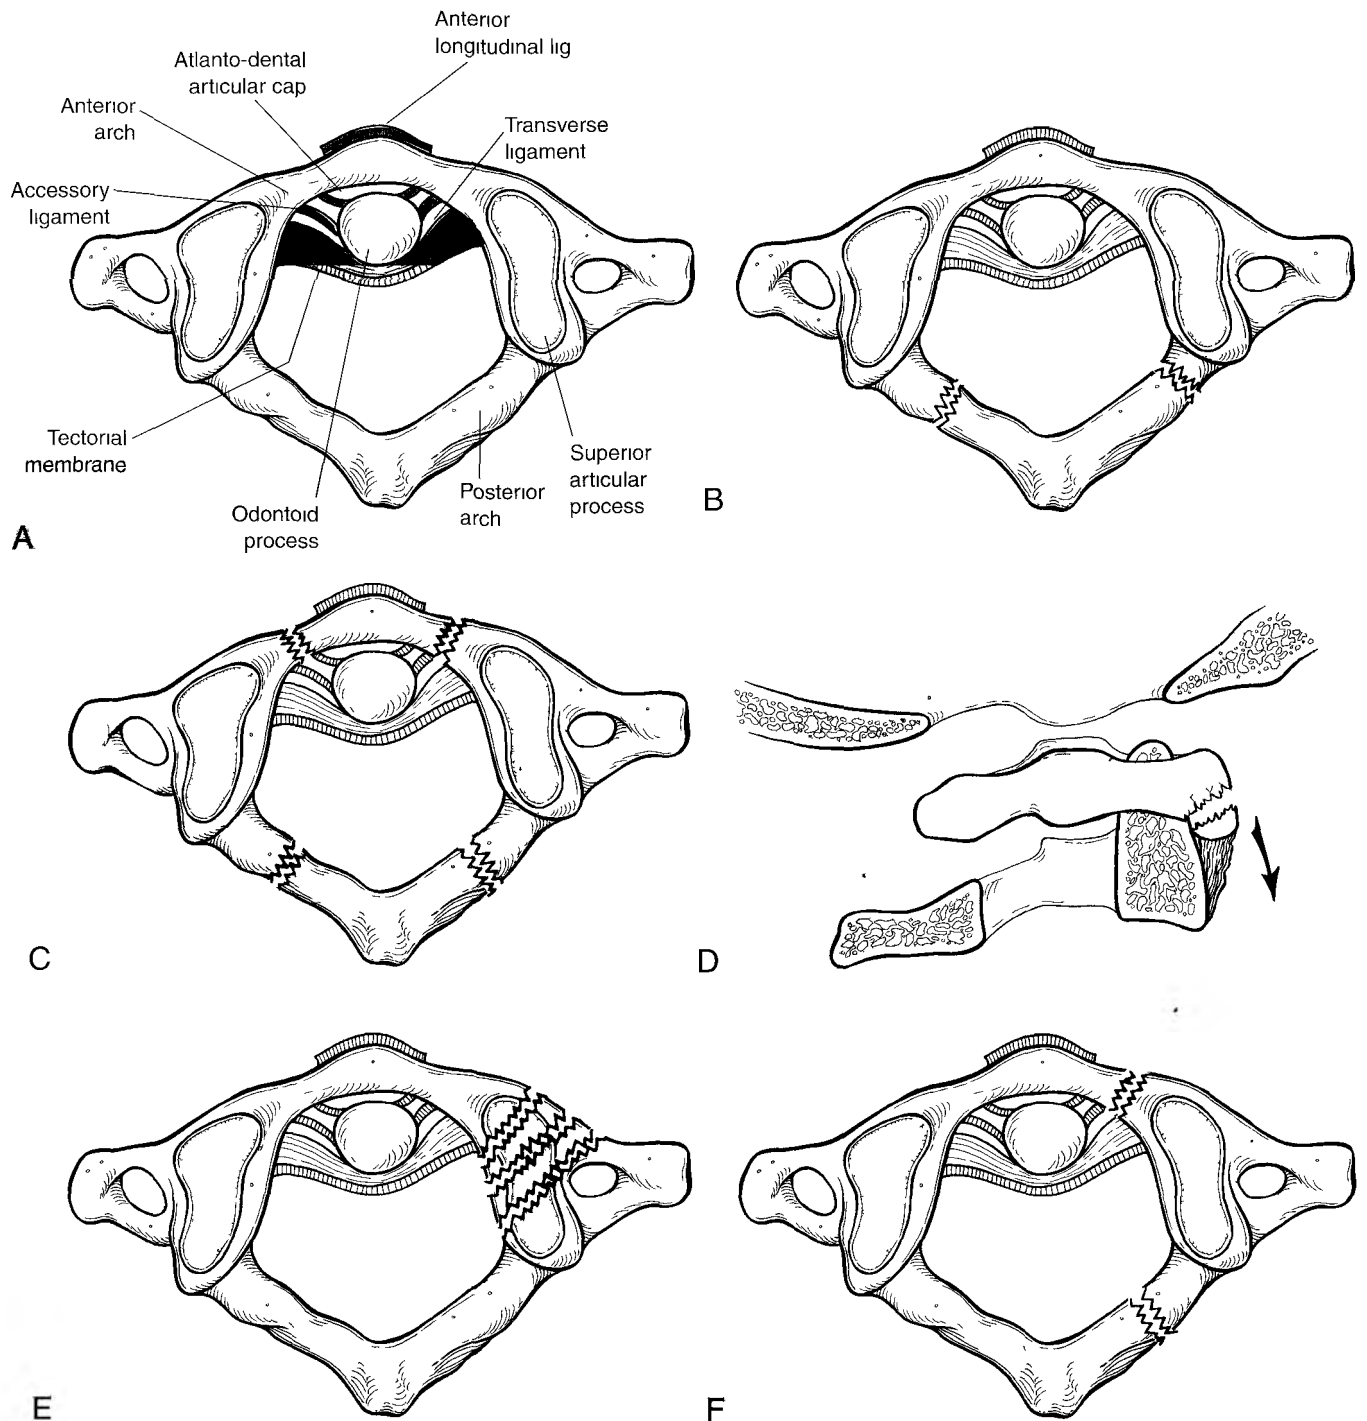 Anterior
longitudinal lig
Atlanto-dental
articular cap
Anterior
arch
Transverse
ligament
Accessory
ligament
Tectorial
membrane
Odontoid
process
Posterior
arch
Superior
articular
process
A
B
C
D
E
F